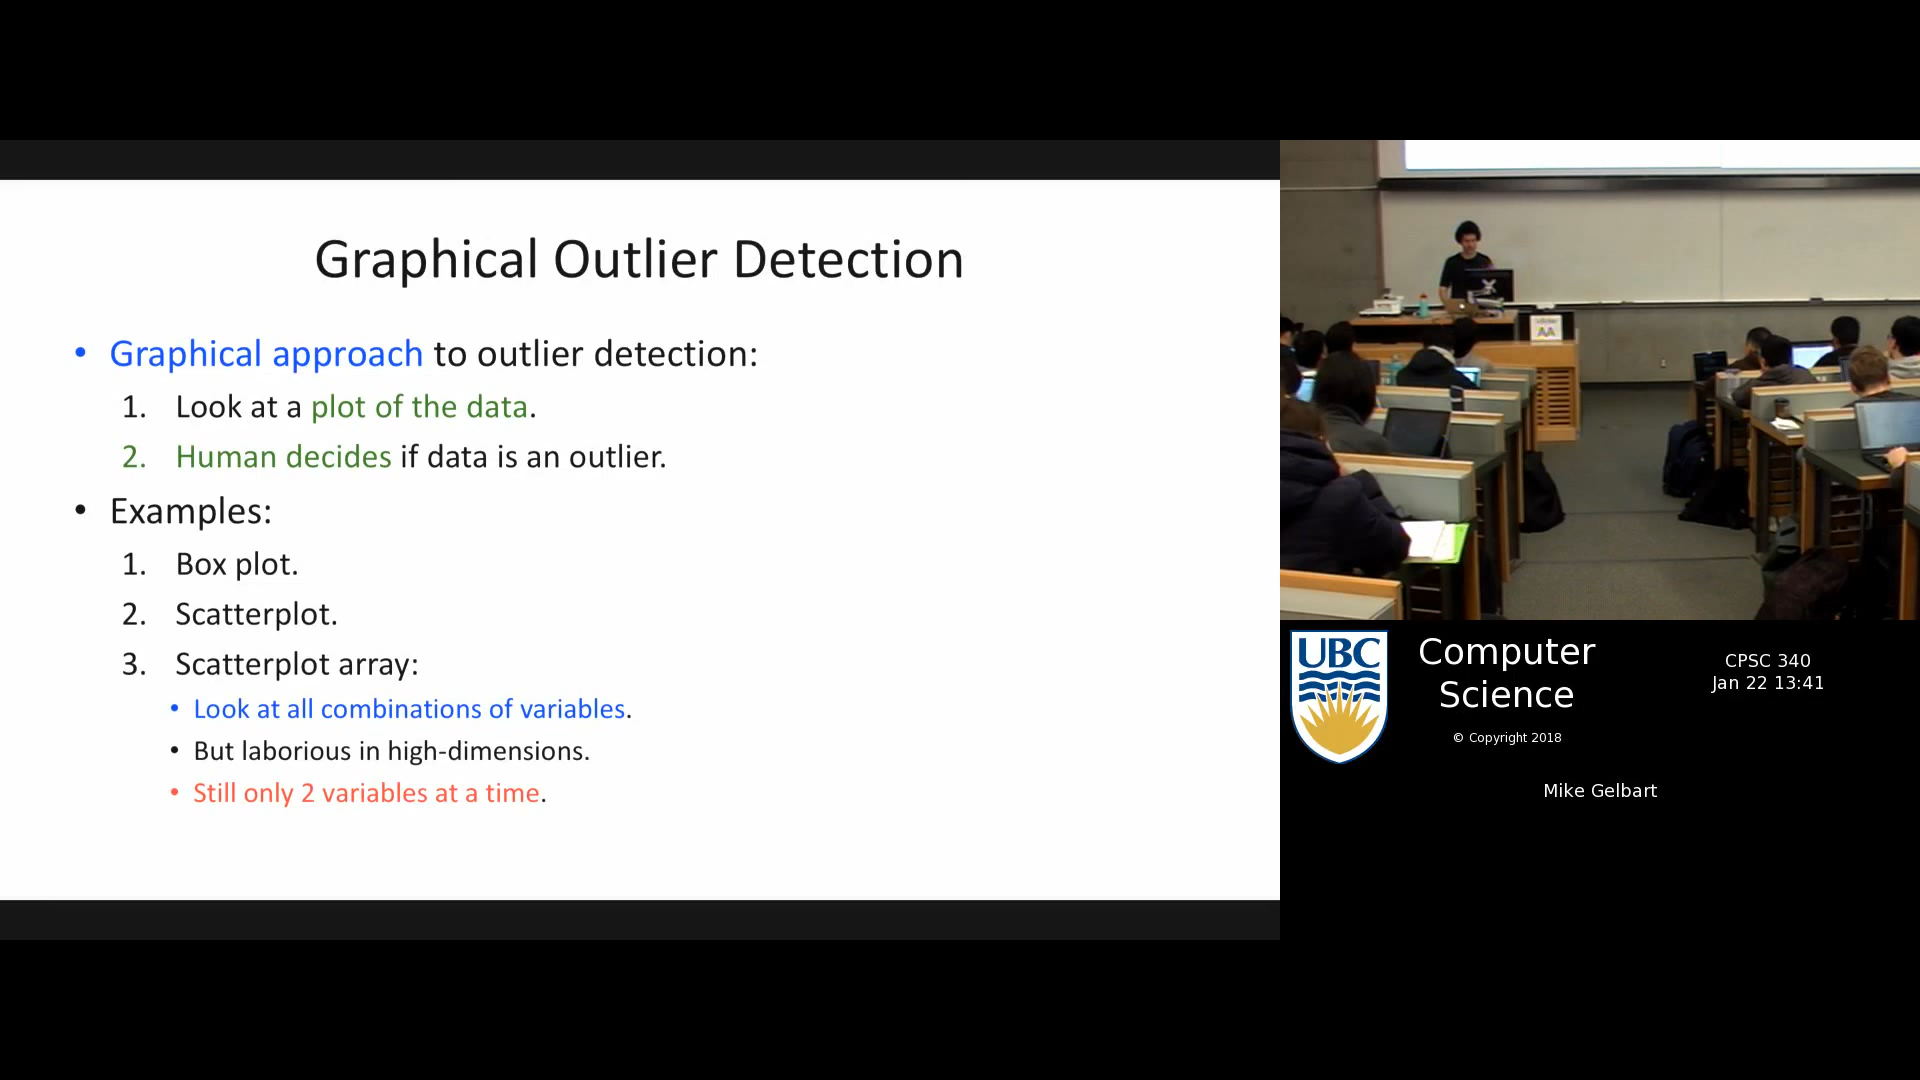 Graphical Outlier Detection
• Graphical approach to outlier detection:
1. Look at a plot of the data.
2. Human decides if data is an outlier.
• Examples:
1. Box plot.
2. Scatterplot.
3. Scatterplot array:
• Look at all combinations of variables.
• But laborious in high-dimensions.
• Still only 2 variables at a time.
UBC
Computer
Science
© Copyright 2018
CPSC 340
Jan 22 13:41
Mike Gelbart